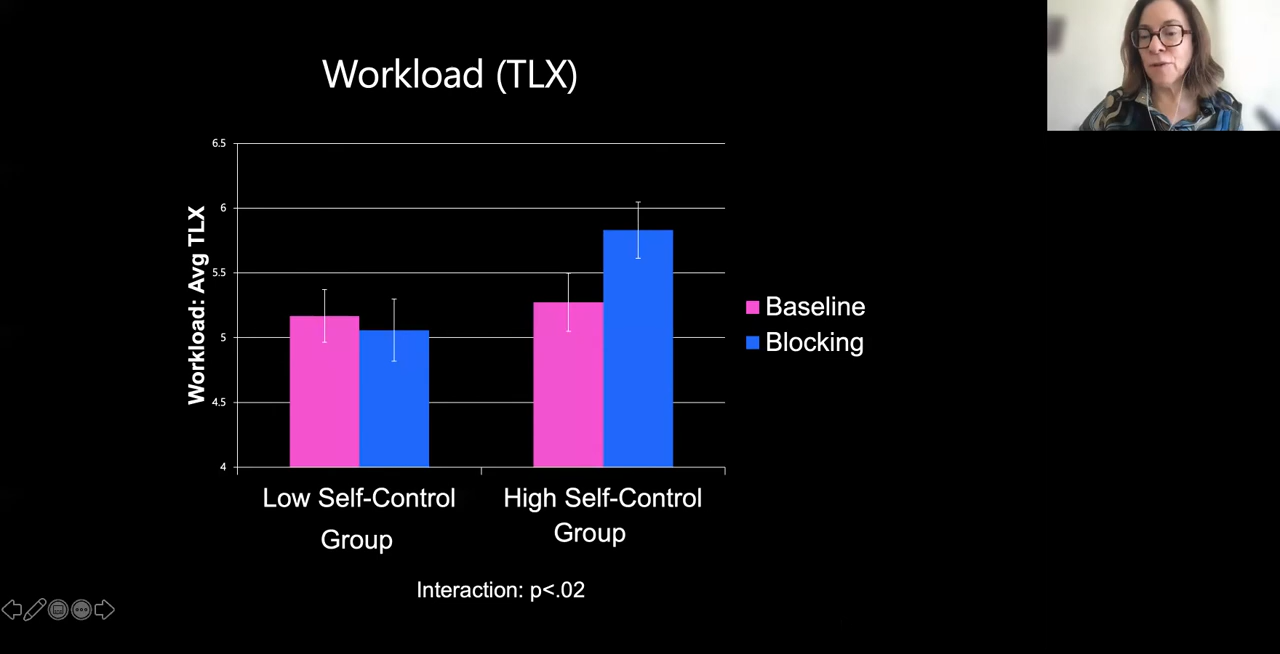 Workload (TLX)
6.5
6
5.5
5
4.5
4
Workload: Avg TLX
Baseline
Blocking
Low Self-Control
Group
High Self-Control
Group
Interaction: p<.02